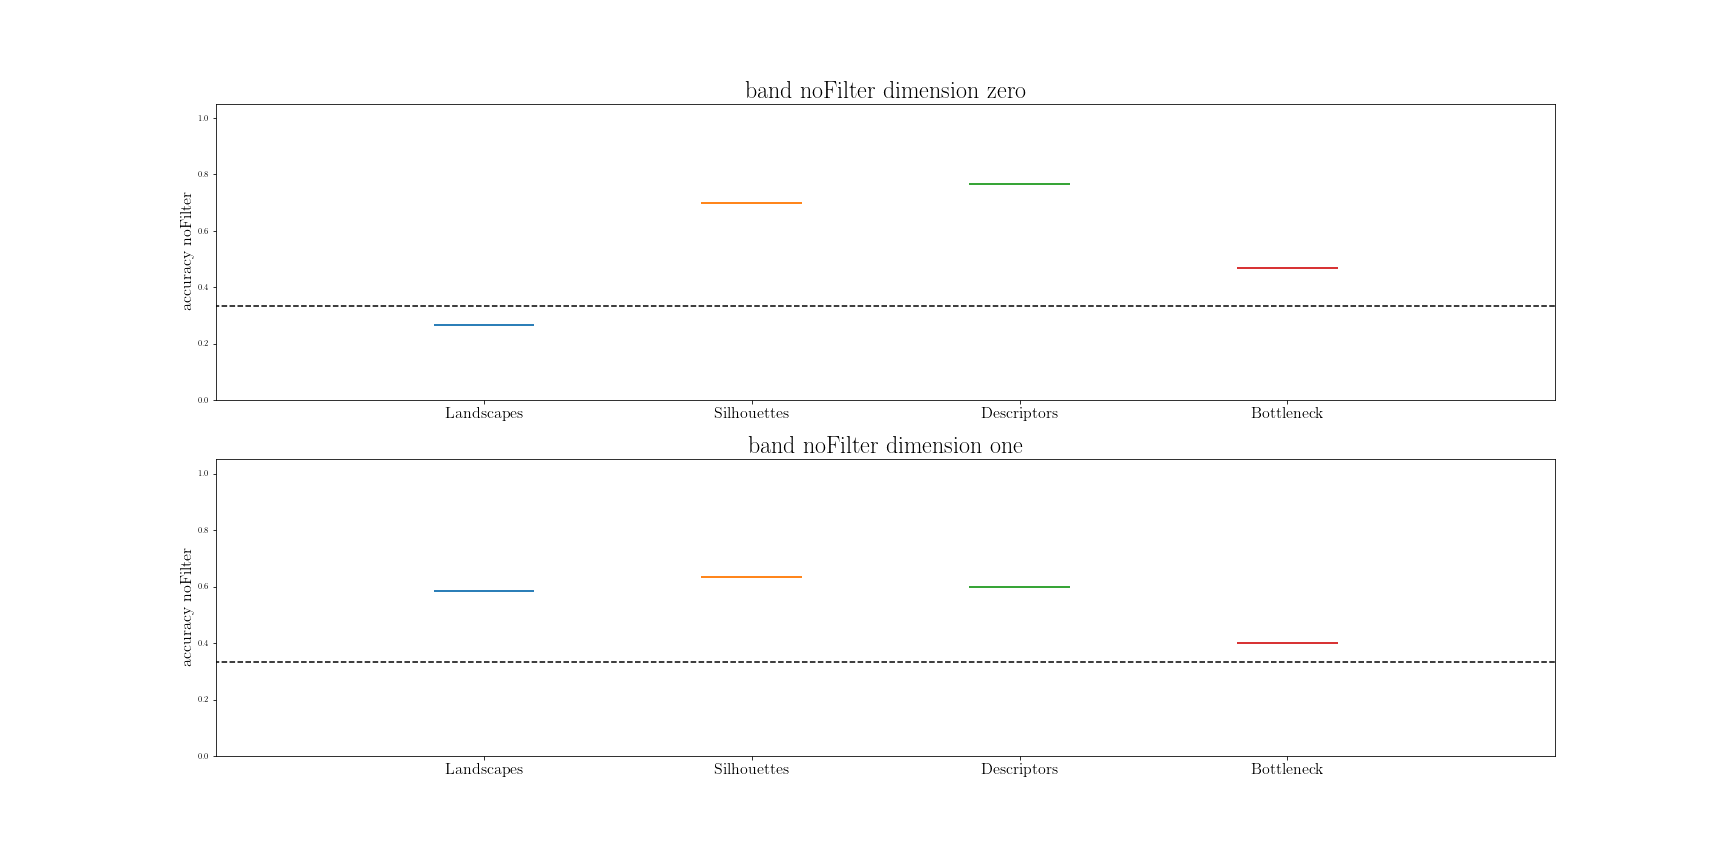 band noFilter dimension zero
accuracy noFilter
1.0
0.8
0.6
0.4
0.2
0.0
Landscapes Silhouettes Descriptors Bottleneck
band noFilter dimension one
accuracy noFilter
1.0
0.8
0.6
0.4
0.2
0.0
Landscapes Silhouettes Descriptors Bottleneck